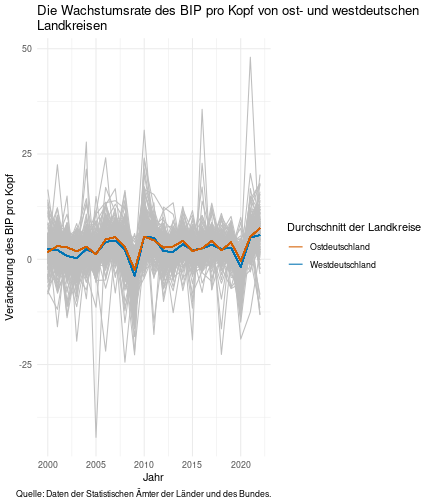 Die Wachstumsrate des BIP pro Kopf von ost- und westdeutschen
Landkreisen
Veränderung des BIP pro Kopf
50
25
0
-25
2000
2005
2010
2015
2020
Jahr
Durchschnitt der Landkreise
Ostdeutschland
Westdeutschland
Quelle: Daten der Statistischen Ämter der Länder und des Bundes.